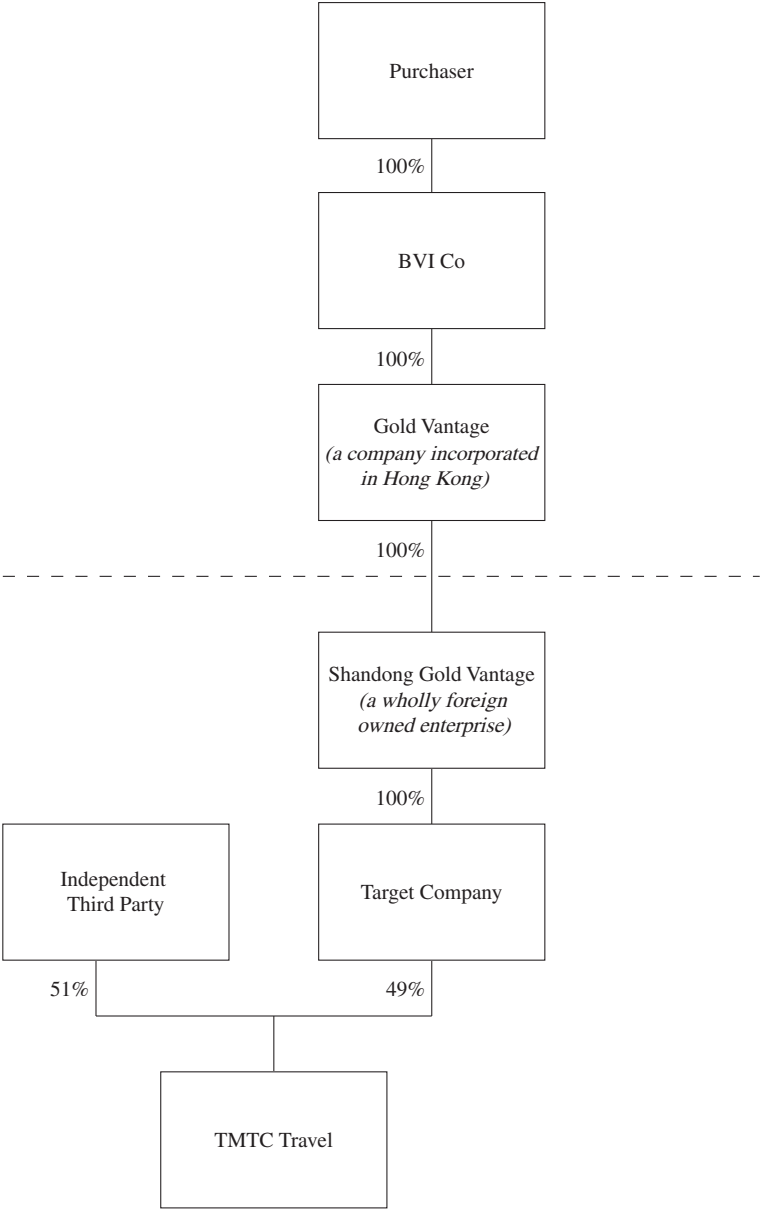 Purchaser
100%
BVI Co
100%
Gold Vantage
(a company incorporated
in Hong Kong)
100%
Shandong Gold Vantage
(a wholly foreign
owned enterprise)
100%
Independent
Third Party
Target Company
51%
49%
TMTC Travel